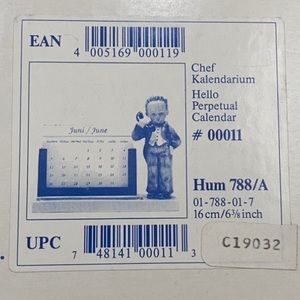 EAN
4 005169 000119
Chef
Kalendarium
Hello
Perpetual
Calendar
# 00011
Juni / June
Hum 788/A
01-788-01-7
16 cm/6⅜ inch
UPC
7 48141 00011 3
C19032